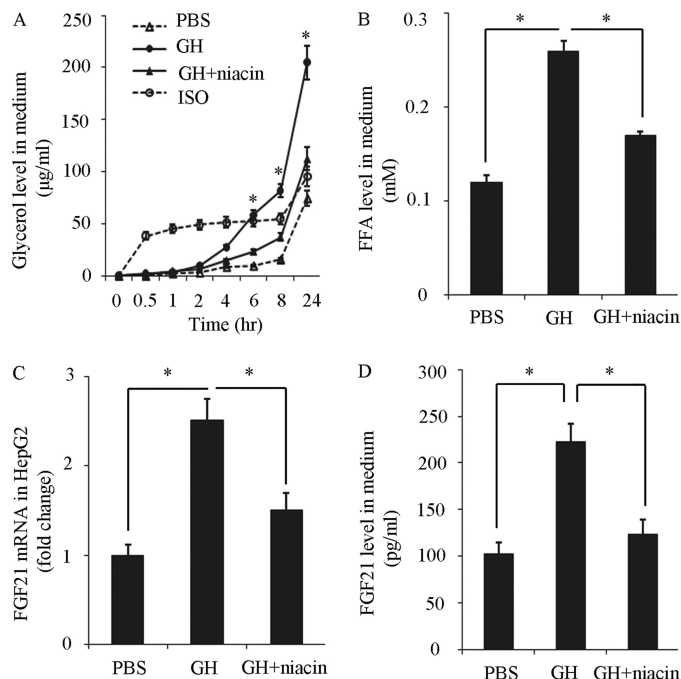 A
PBS
GH
GH+niacin
ISO
Glycerol level in medium
(μg/ml)
250
200
150
100
50
0
*
*
*
0 0.5 1 2 4 6 8 24
Time (hr)
B
FFA level in medium
(mM)
0.3
0.2
0.1
0
*
*
PBS GH GH+niacin
C
FGF21 mRNA in HepG2
(fold change)
3
2
1
0
*
*
PBS GH GH+niacin
D
FGF21 level in medium
(pg/ml)
300
250
200
150
100
50
0
*
*
PBS GH GH+niacin